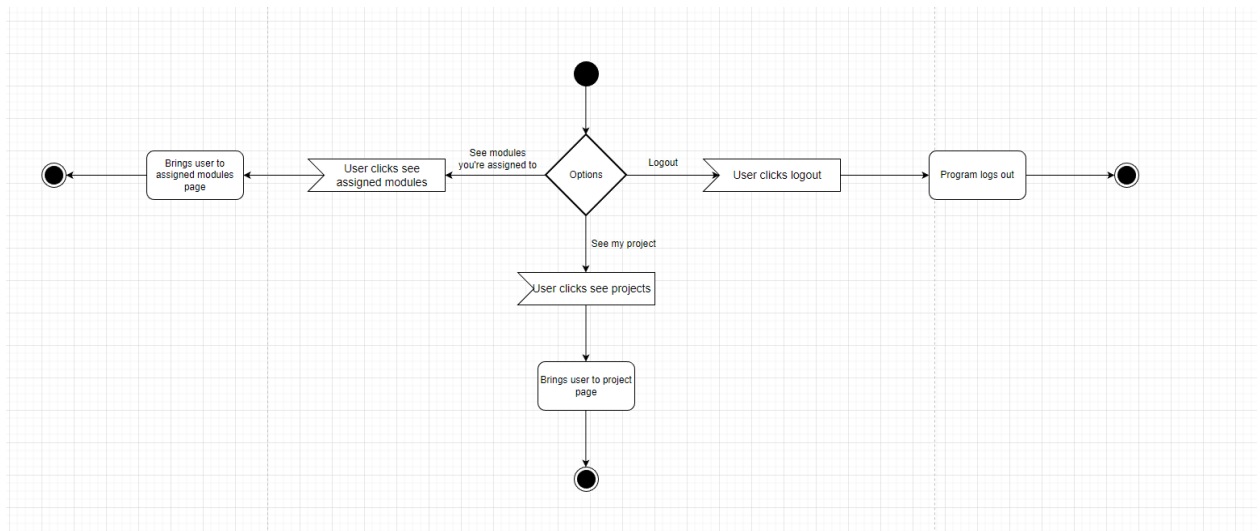 See modules
you're assigned to
Logout
Brings user to
assigned modules
page
User clicks see
assigned modules
Options
User clicks logout
Program logs out
See my project
User clicks see projects
Brings user to project
page